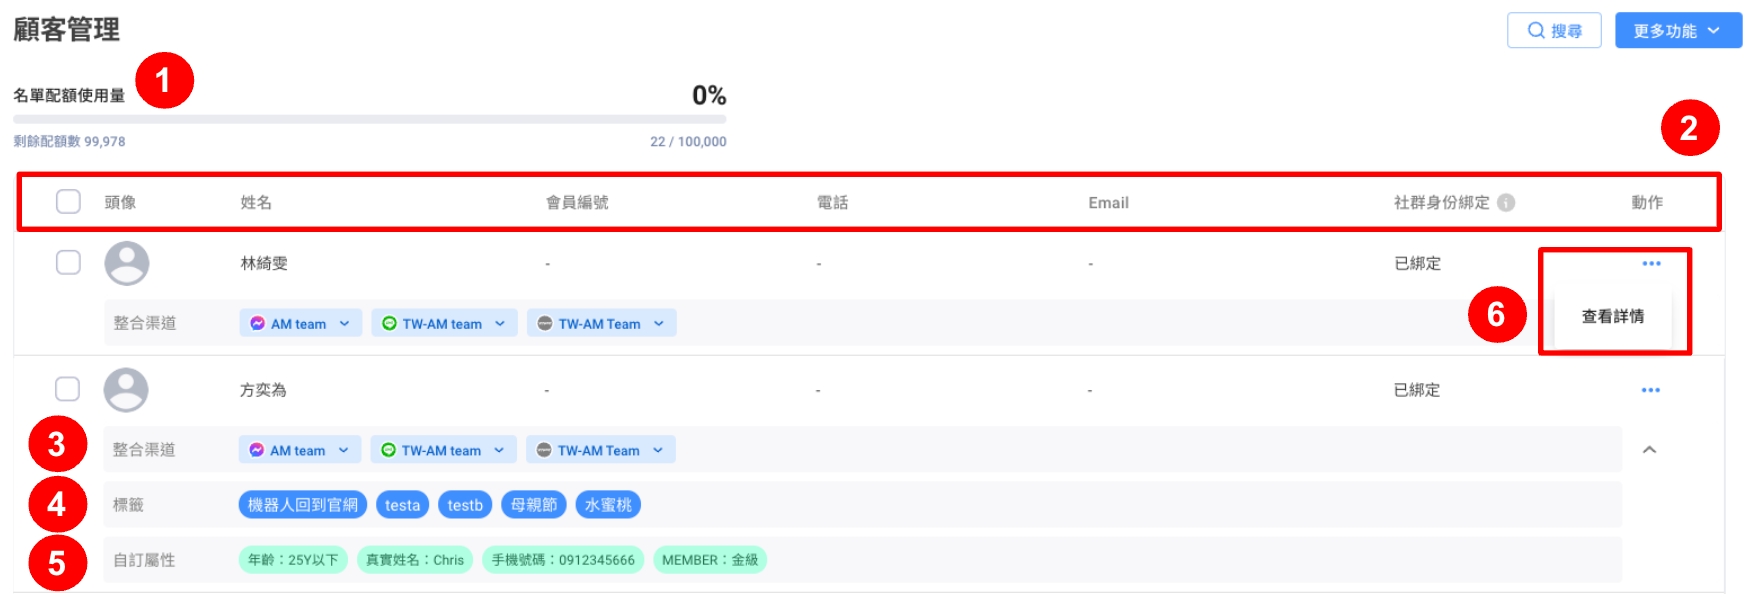 顧客管理
搜尋
更多功能
1
名單配額使用量
0%
剩餘配額數 99,978
22 / 100,000
2
頭像 姓名 會員編號 電話 Email 社群身份綁定 動作
林綺雯 - - - 已綁定
整合渠道 AM team TW-AM team TW-AM Team
6
查看詳情
方奕為 - - - 已綁定
3
整合渠道 AM team TW-AM team TW-AM Team
4
標籤 機器人回到官網 testa testb 母親節 水蜜桃
5
自訂屬性 年齡：25Y以下 真實姓名：Chris 手機號碼：0912345666 MEMBER：金級